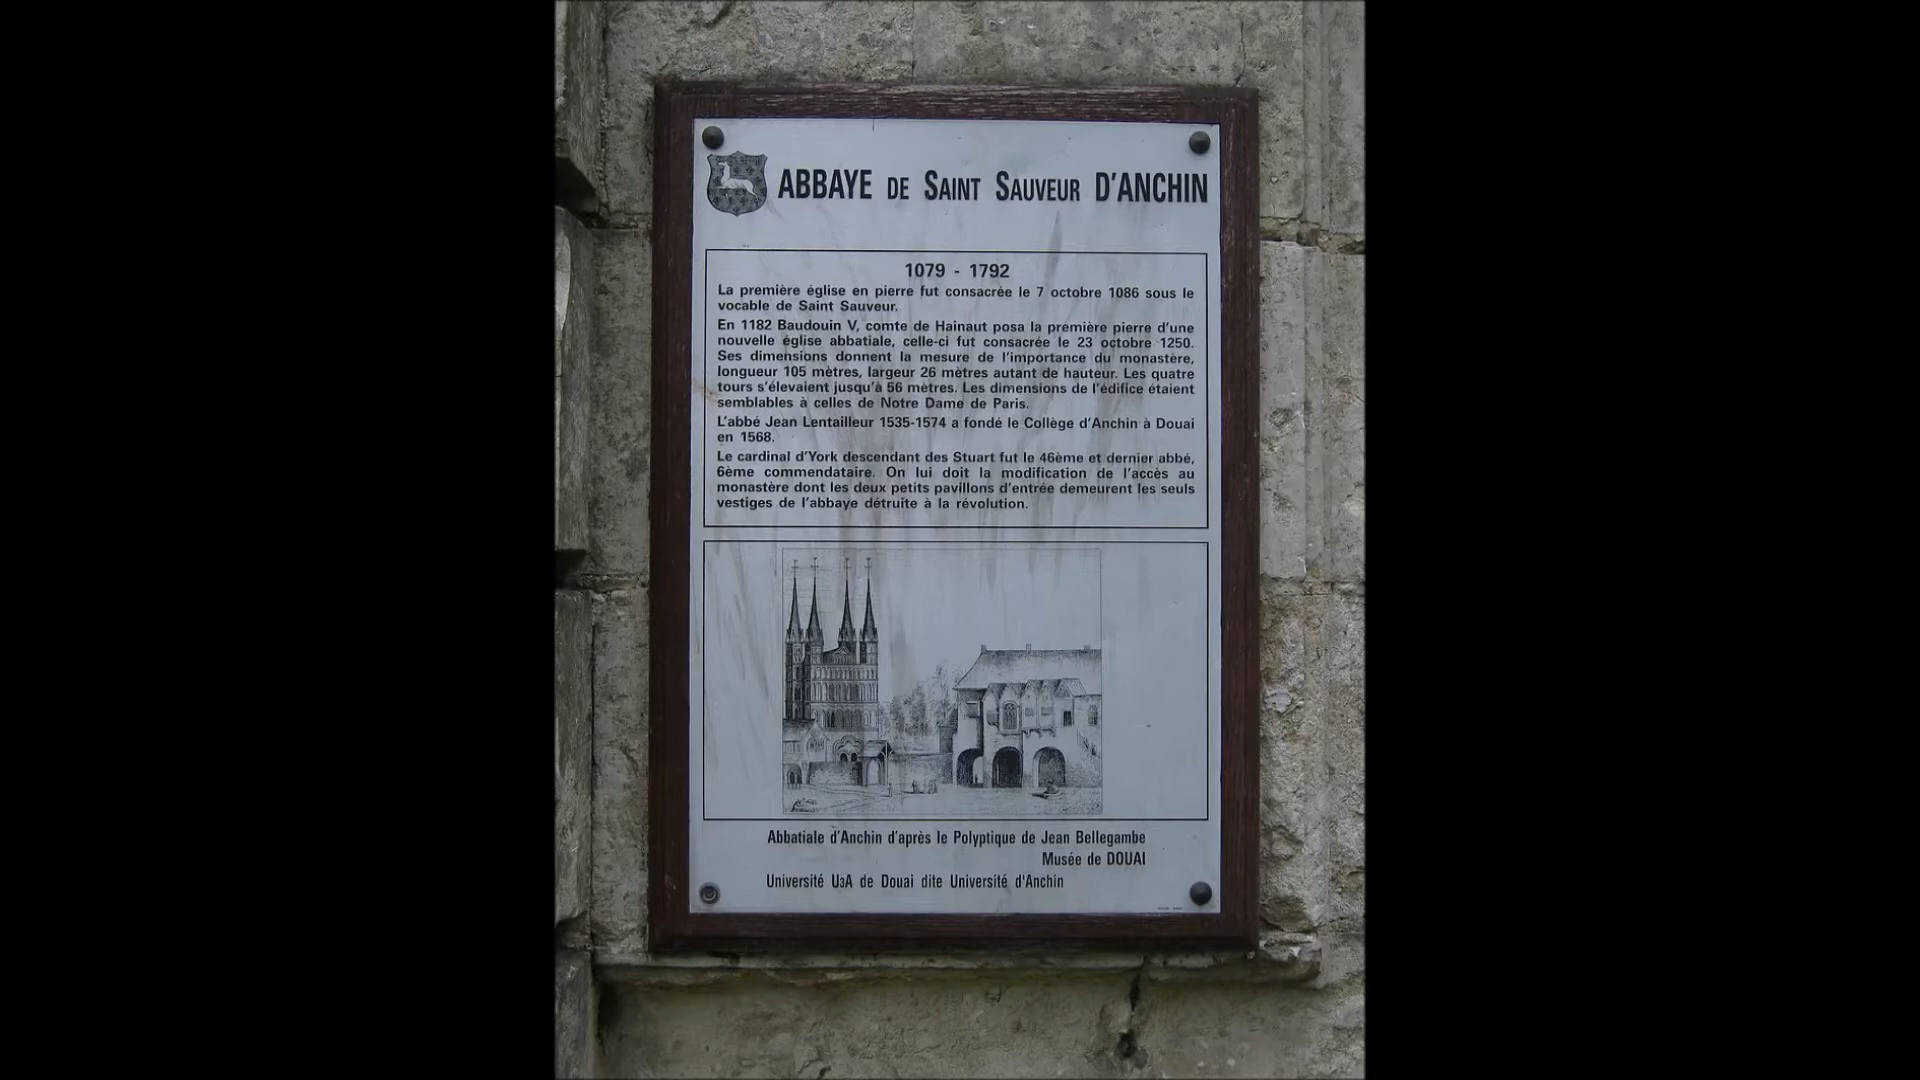 ABBAYE DE SAINT SAUVEUR D'ANCHIN
1079 - 1792
La première église en pierre fut consacrée le 7 octobre 1086 sous le
vocable de Saint Sauveur.
En 1182 Baudouin V, comte de Hainaut posa la première pierre d'une
nouvelle église abbatiale, celle-ci fut consacrée le 23 octobre 1250.
Ses dimensions donnent la mesure de l'importance du monastère,
longueur 105 mètres, largeur 26 mètres autant de hauteur. Les quatre
tours s'élevaient jusqu'à 56 mètres. Les dimensions de l'édifice étaient
semblables à celles de Notre Dame de Paris.
L'abbé Jean Lentailleur 1535-1574 a fondé le Collège d'Anchin à Douai
en 1568.
Le cardinal d'York descendant des Stuart fut le 46ème et dernier abbé,
6ème commendataire. On lui doit la modification de l'accès au
monastère dont les deux petits pavillons d'entrée demeurent les seuls
vestiges de l'abbaye détruite à la révolution.
Abbatiale d'Anchin d'après le Polyptique de Jean Bellegambe
Musée de DOUAI
Université U3A de Douai dite Université d'Anchin